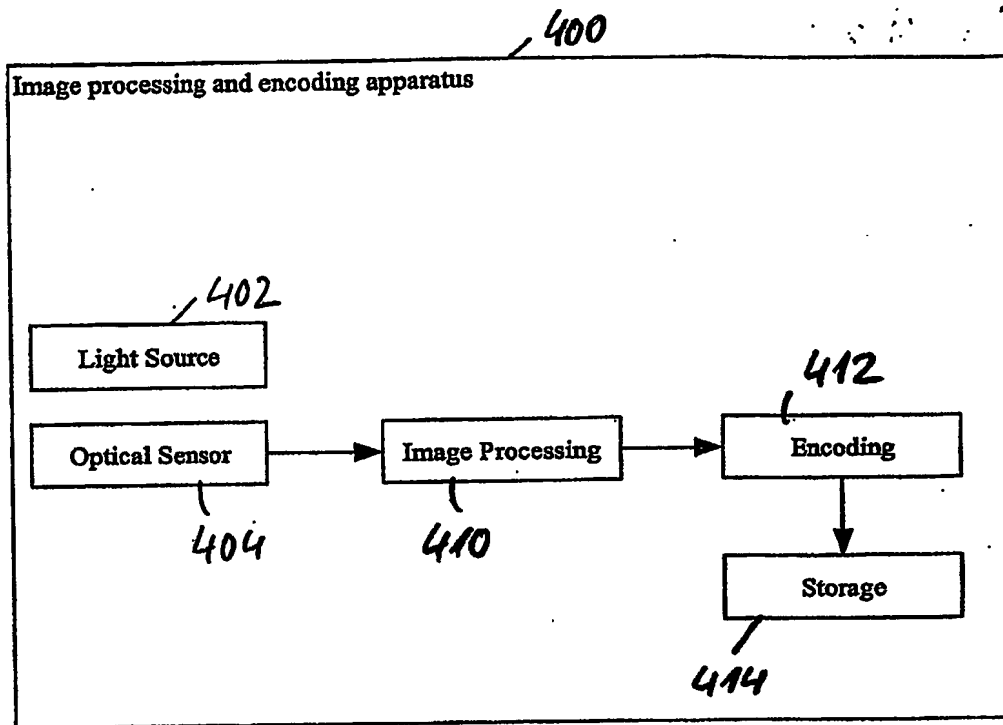 400
Image processing and encoding apparatus
402
Light Source
412
Optical Sensor
Image Processing
Encoding
404
410
Storage
414